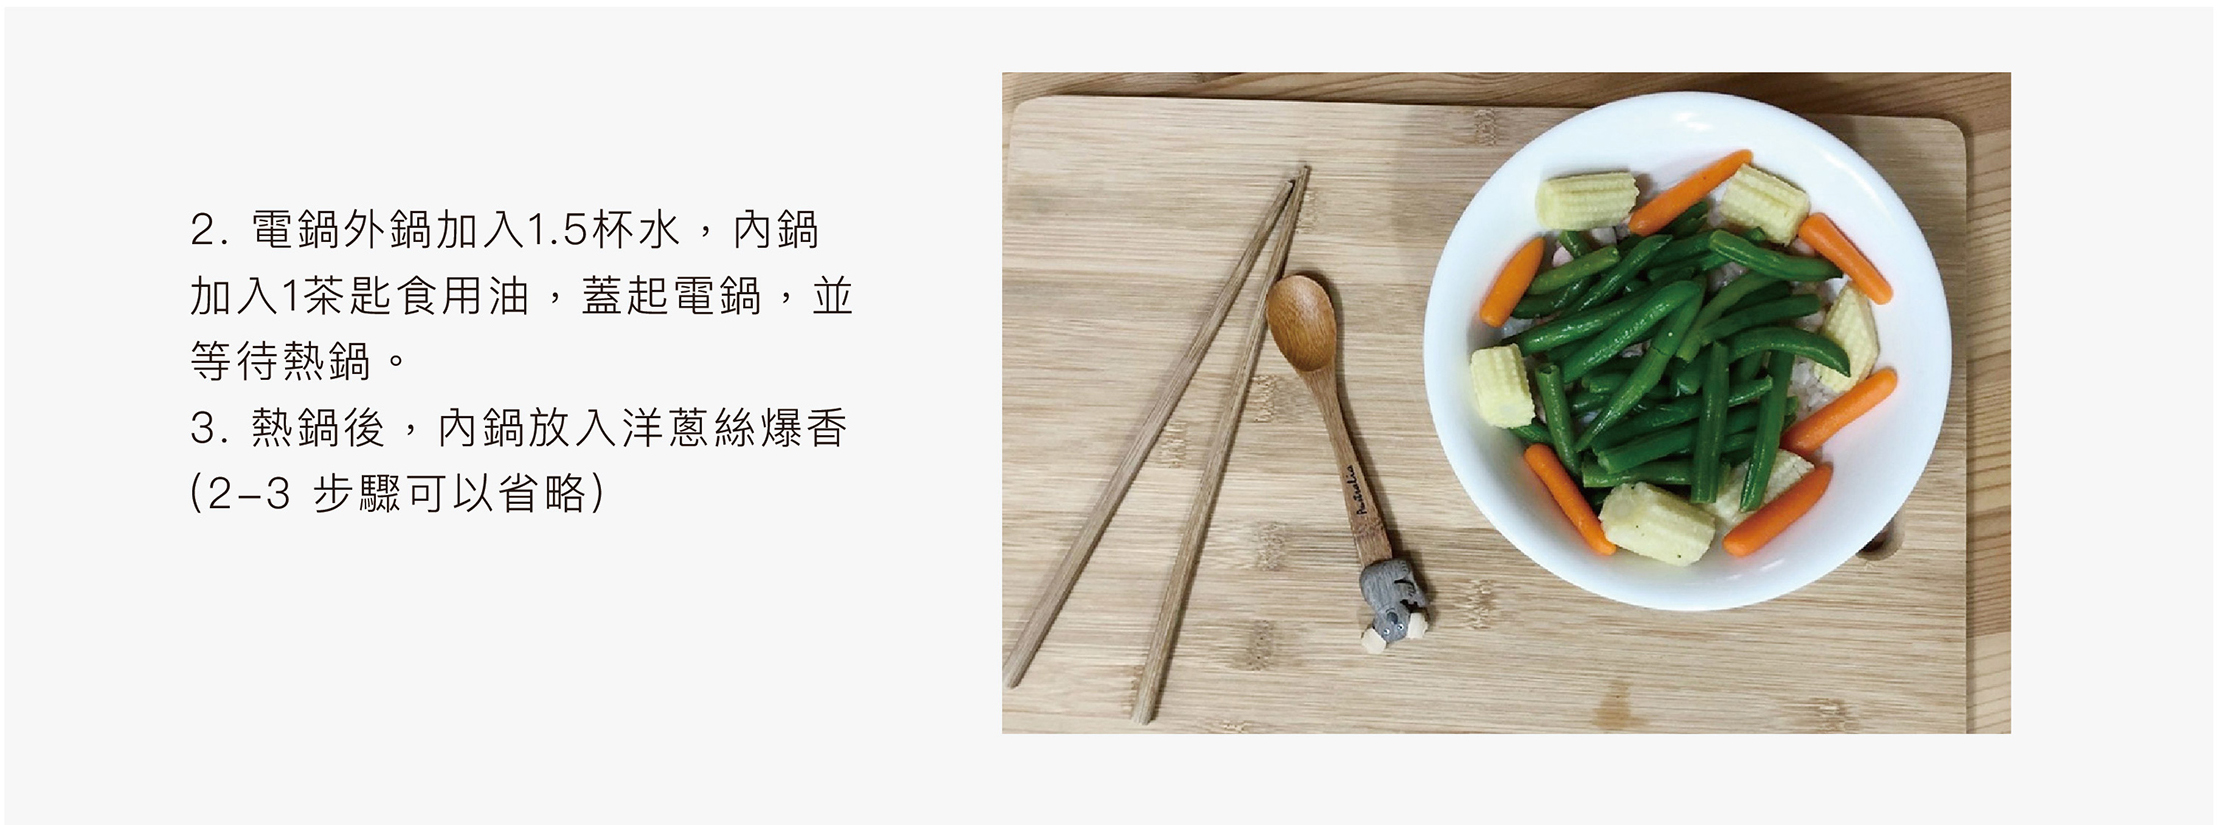 2. 電鍋外鍋加入1.5杯水，內鍋
加入1茶匙食用油，蓋起電鍋，並
等待熱鍋。
3. 熱鍋後，內鍋放入洋蔥絲爆香
(2–3 步驟可以省略)
Australia